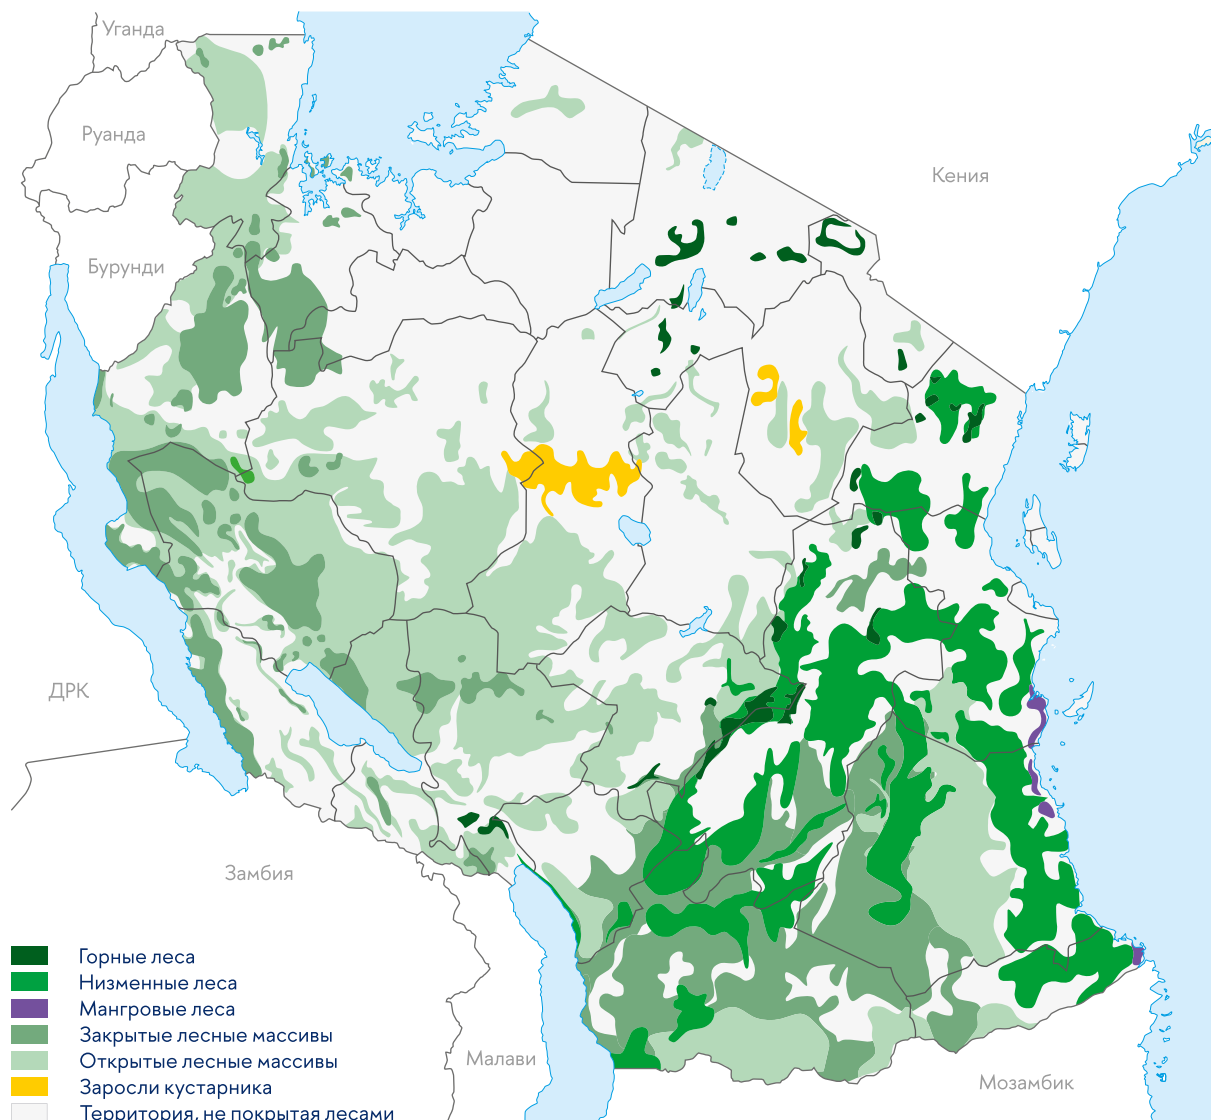 Уганда
Руанда
Кения
Бурунди
ДРК
Замбия
Горные леса
Низменные леса
Мангровые леса
Закрытые лесные массивы
Открытые лесные массивы
Малави
Заросли кустарника
Мозамбик
Территория, не покрытая лесами